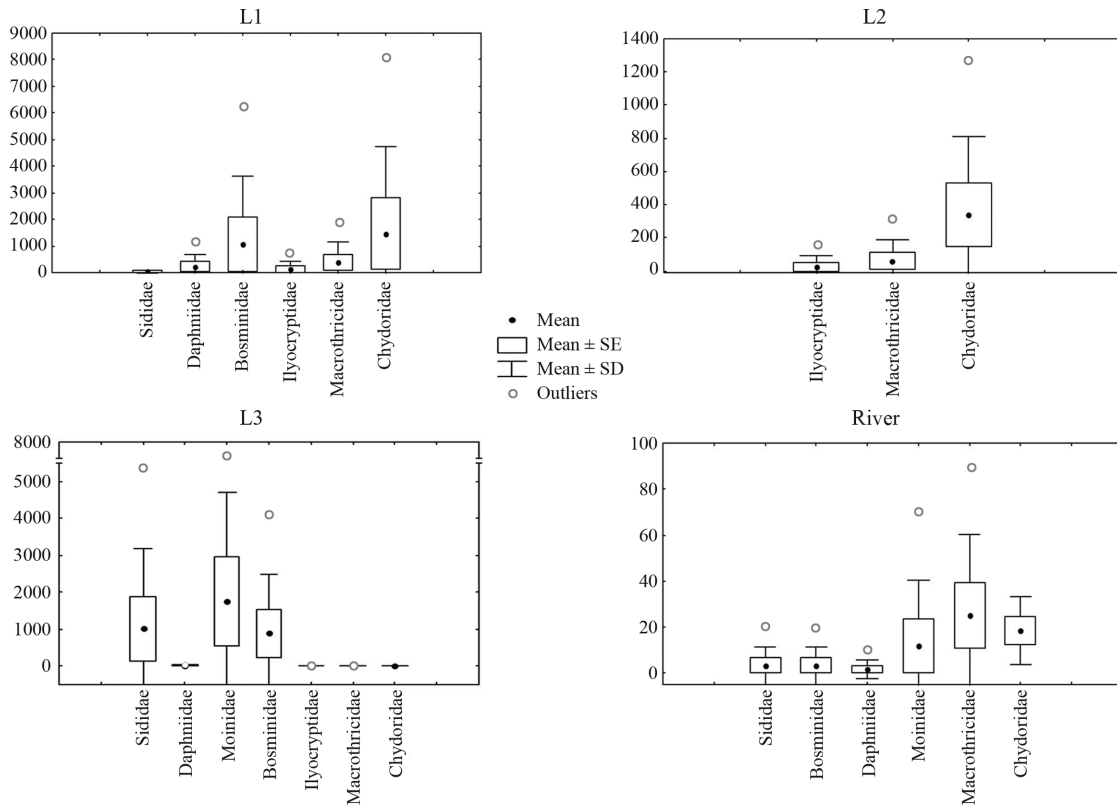 L1
9000
8000
7000
6000
5000
4000
3000
2000
1000
0
Sididae
Daphniidae
Bosminidae
Ilyocryptidae
Macrothricidae
Chydoridae
L2
1400
1200
1000
800
600
400
200
0
Ilyocryptidae
Macrothricidae
Chydoridae
Mean
Mean ± SE
Mean ± SD
Outliers
L3
8000
5000
4000
3000
2000
1000
0
Sididae
Daphniidae
Moinidae
Bosminidae
Ilyocryptidae
Macrothricidae
Chydoridae
River
100
80
60
40
20
0
Sididae
Bosminidae
Daphniidae
Moinidae
Macrothricidae
Chydoridae